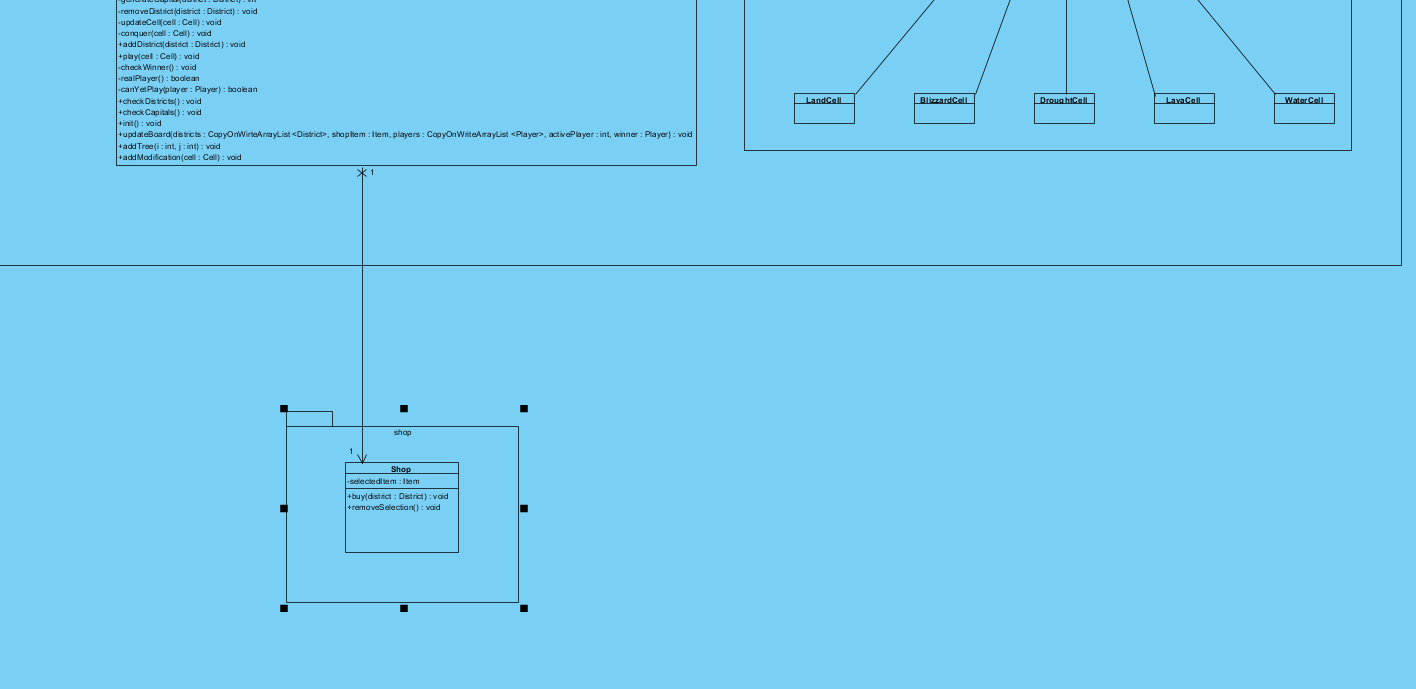 -removeDistrict(district : District) : void
-updateCell(cell : Cell) : void
-conquer(cell : Cell) : void
+addDistrict(district : District) : void
+play(cell : Cell) : void
-checkWinner() : void
-realPlayer() : boolean
-canYetPlay(player : Player) : boolean
+checkDistricts() : void
+checkCapitals() : void
+init() : void
+updateBoard(districts : CopyOnWirteArrayList <District>, shopItem : Item, players : CopyOnWriteArrayList <Player>, activePlayer : int, winner : Player) : void
+addTree(i : int, j : int) : void
+addModification(cell : Cell) : void
LandCell
BlizzardCell
DroughtCell
LavaCell
WaterCell
1
shop
1
Shop
-selectedItem : Item
+buy(district : District) : void
+removeSelection() : void